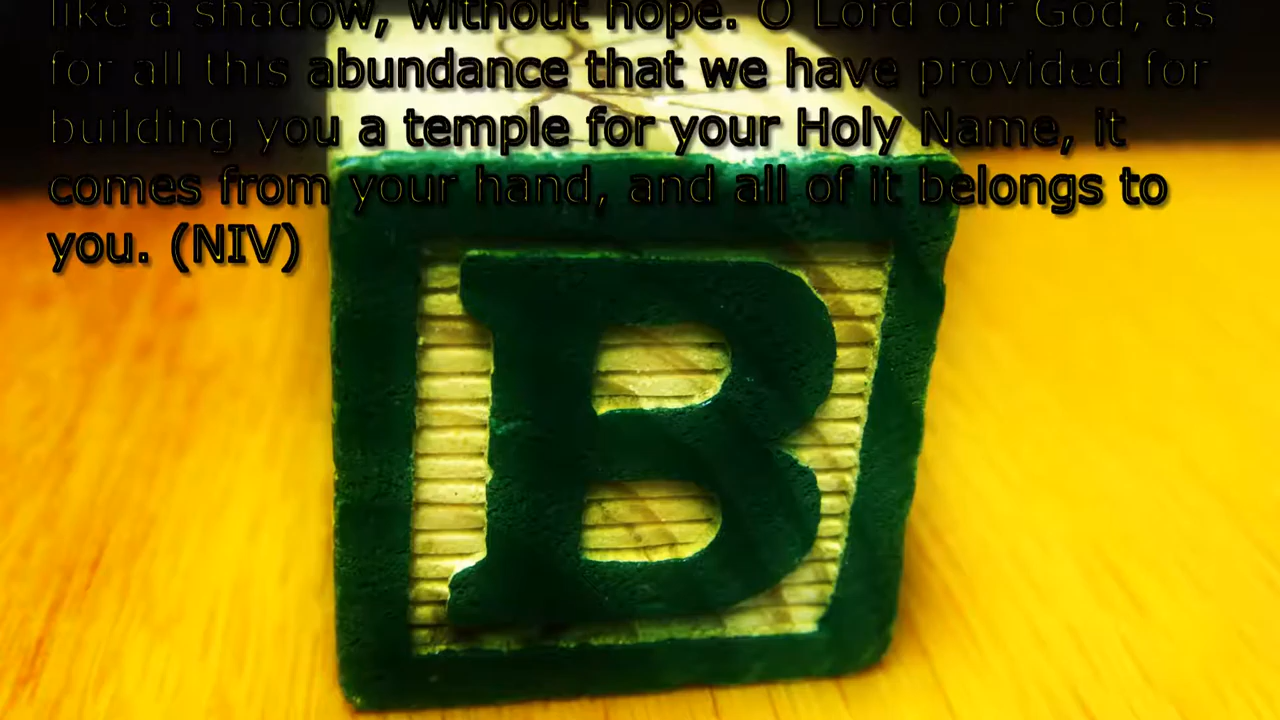 like a shadow, without hope. O Lord our God, as
for all this abundance that we have provided for
building you a temple for your Holy Name, it
comes from your hand, and all of it belongs to
you. (NIV)
B